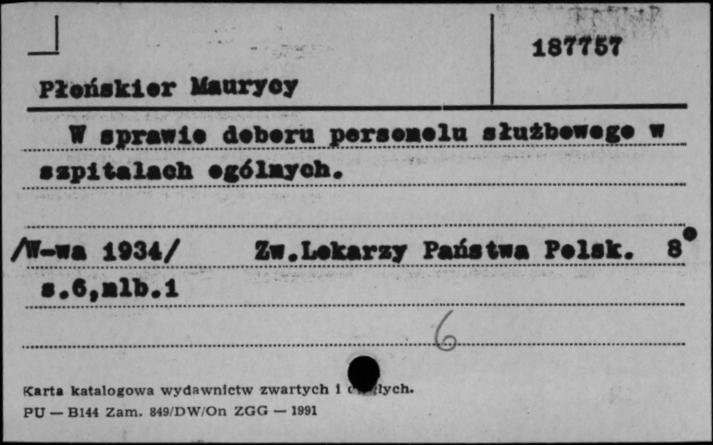 187757
Płońskier Maurycy
W sprawie doboru personelu służbowego w
szpitalach ogólnych.
/W-wa 1934/ Zw.Lekarzy Państwa Polsk. 8°
s.6,nlb.1
6
Karta katalogowa wydawnictw zwartych i
PU — B144 Zam. 849/DW/On ZGG — 1991